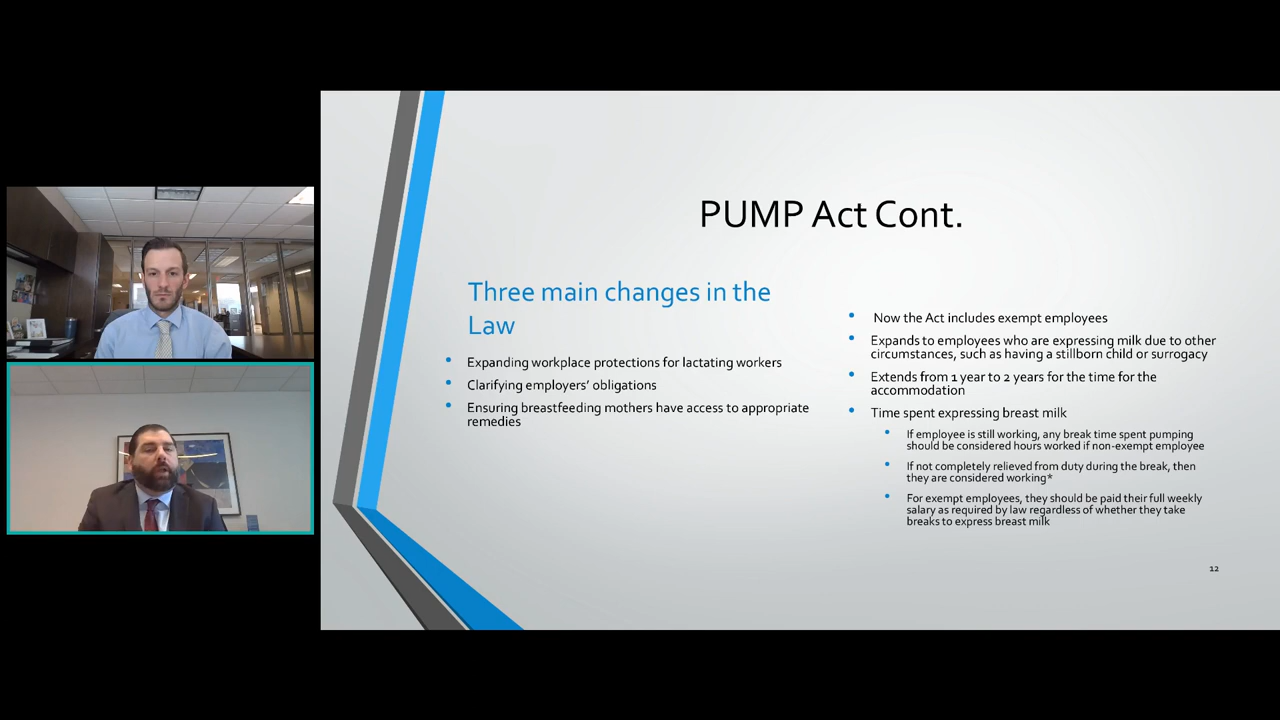 PUMP Act Cont.
Three main changes in the
Law
Expanding workplace protections for lactating workers
Clarifying employers' obligations
Ensuring breastfeeding mothers have access to appropriate
remedies
Now the Act includes exempt employees
Expands to employees who are expressing milk due to other
circumstances, such as having a stillborn child or surrogacy
Extends from 1 year to 2 years for the time for the
accommodation
Time spent expressing breast milk
If employee is still working, any break time spent pumping
should be considered hours worked if non-exempt employee
If not completely relieved from duty during the break, then
they are considered working*
For exempt employees, they should be paid their full weekly
salary as required by law regardless of whether they take
breaks to express breast milk
12